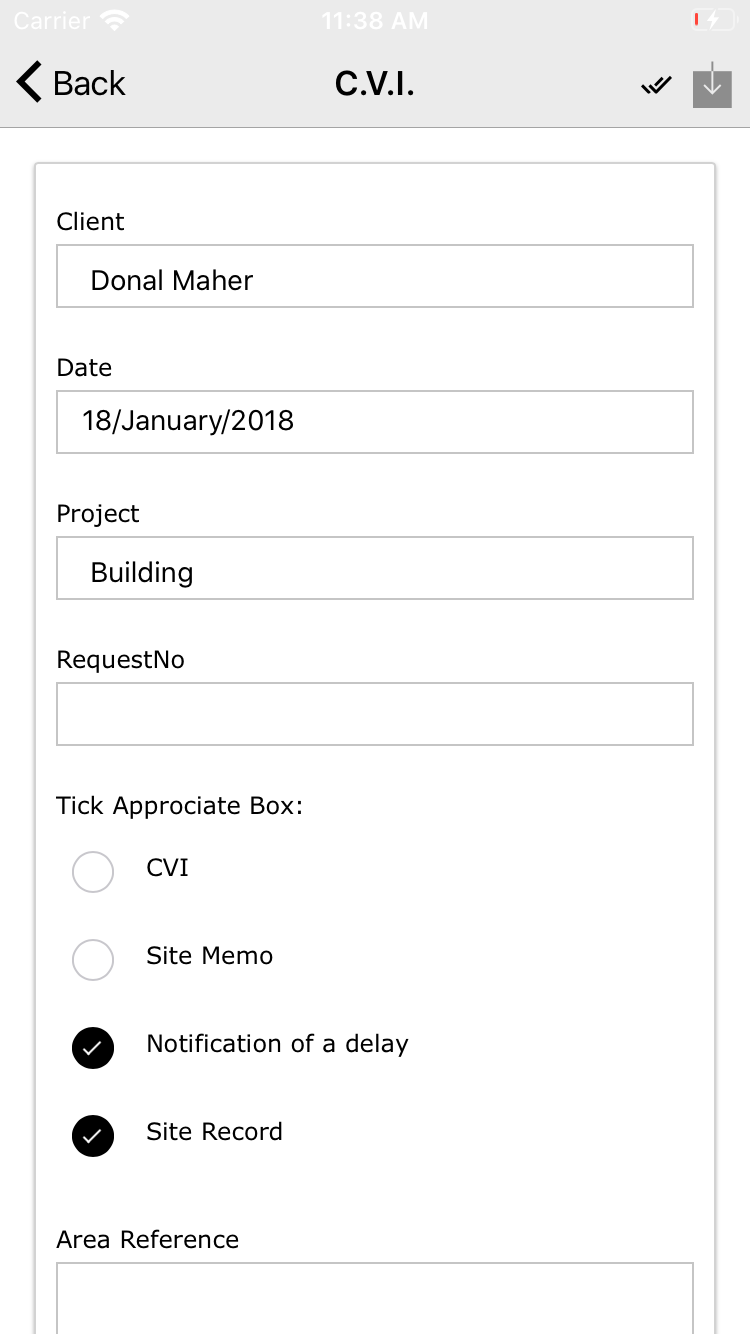 Carrier 11:38 AM
Back C.V.I.
Client
Donal Maher
Date
18/January/2018
Project
Building
RequestNo
Tick Approciate Box:
CVI
Site Memo
Notification of a delay
Site Record
Area Reference